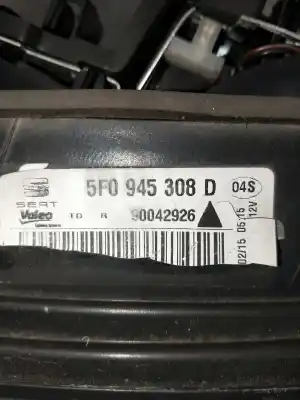 5F0 945 308 D 04S
SEAT
Valeo TD R 90042926
02/15 05:15
12V